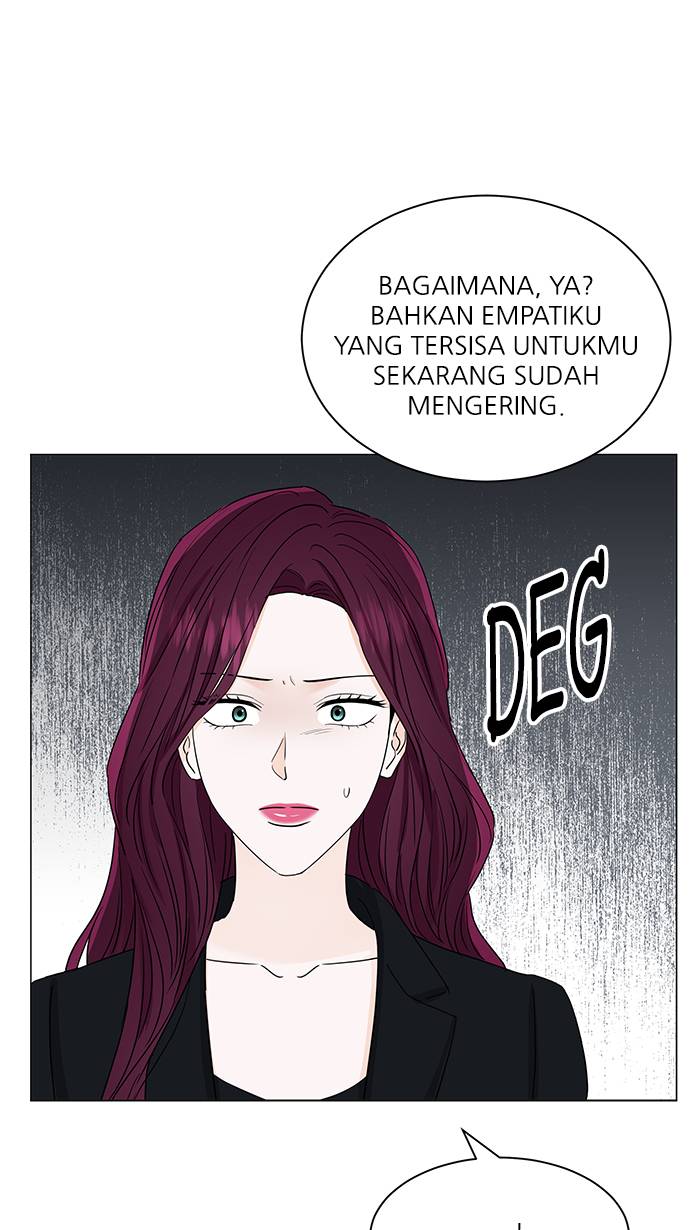 BAGAIMANA, YA?
BAHKAN EMPATIKU
YANG TERSISA UNTUKMU
SEKARANG SUDAH
MENGERING.
DEG